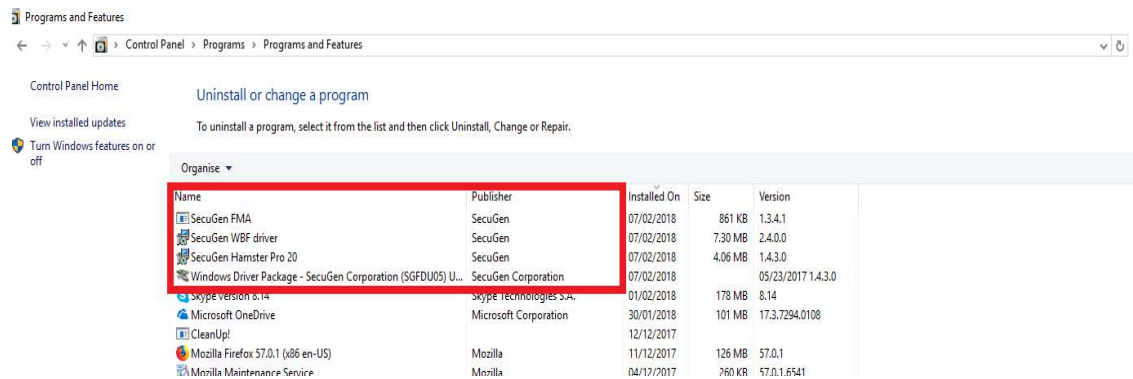 Programs and Features
Control Panel > Programs > Programs and Features
Control Panel Home
Uninstall or change a program
View installed updates
To uninstall a program, select it from the list and then click Uninstall, Change or Repair.
Turn Windows features on or
off
Organise
Name Publisher Installed On Size Version
SecuGen FMA SecuGen 07/02/2018 861 KB 1.3.4.1
SecuGen WBF driver SecuGen 07/02/2018 7.30 MB 2.4.0.0
SecuGen Hamster Pro 20 SecuGen 07/02/2018 4.06 MB 1.4.3.0
Windows Driver Package - SecuGen Corporation (SGFDU05) U... SecuGen Corporation 07/02/2018 05/23/2017 1.4.3.0
Skype version 8.14 Skype Technologies S.A. 01/02/2018 178 MB 8.14
Microsoft OneDrive Microsoft Corporation 30/01/2018 101 MB 17.3.7294.0108
CleanUp! 12/12/2017
Mozilla Firefox 57.0.1 (x86 en-US) Mozilla 11/12/2017 126 MB 57.0.1
Mozilla Maintenance Service Mozilla 04/12/2017 260 KB 57.0.1.6541